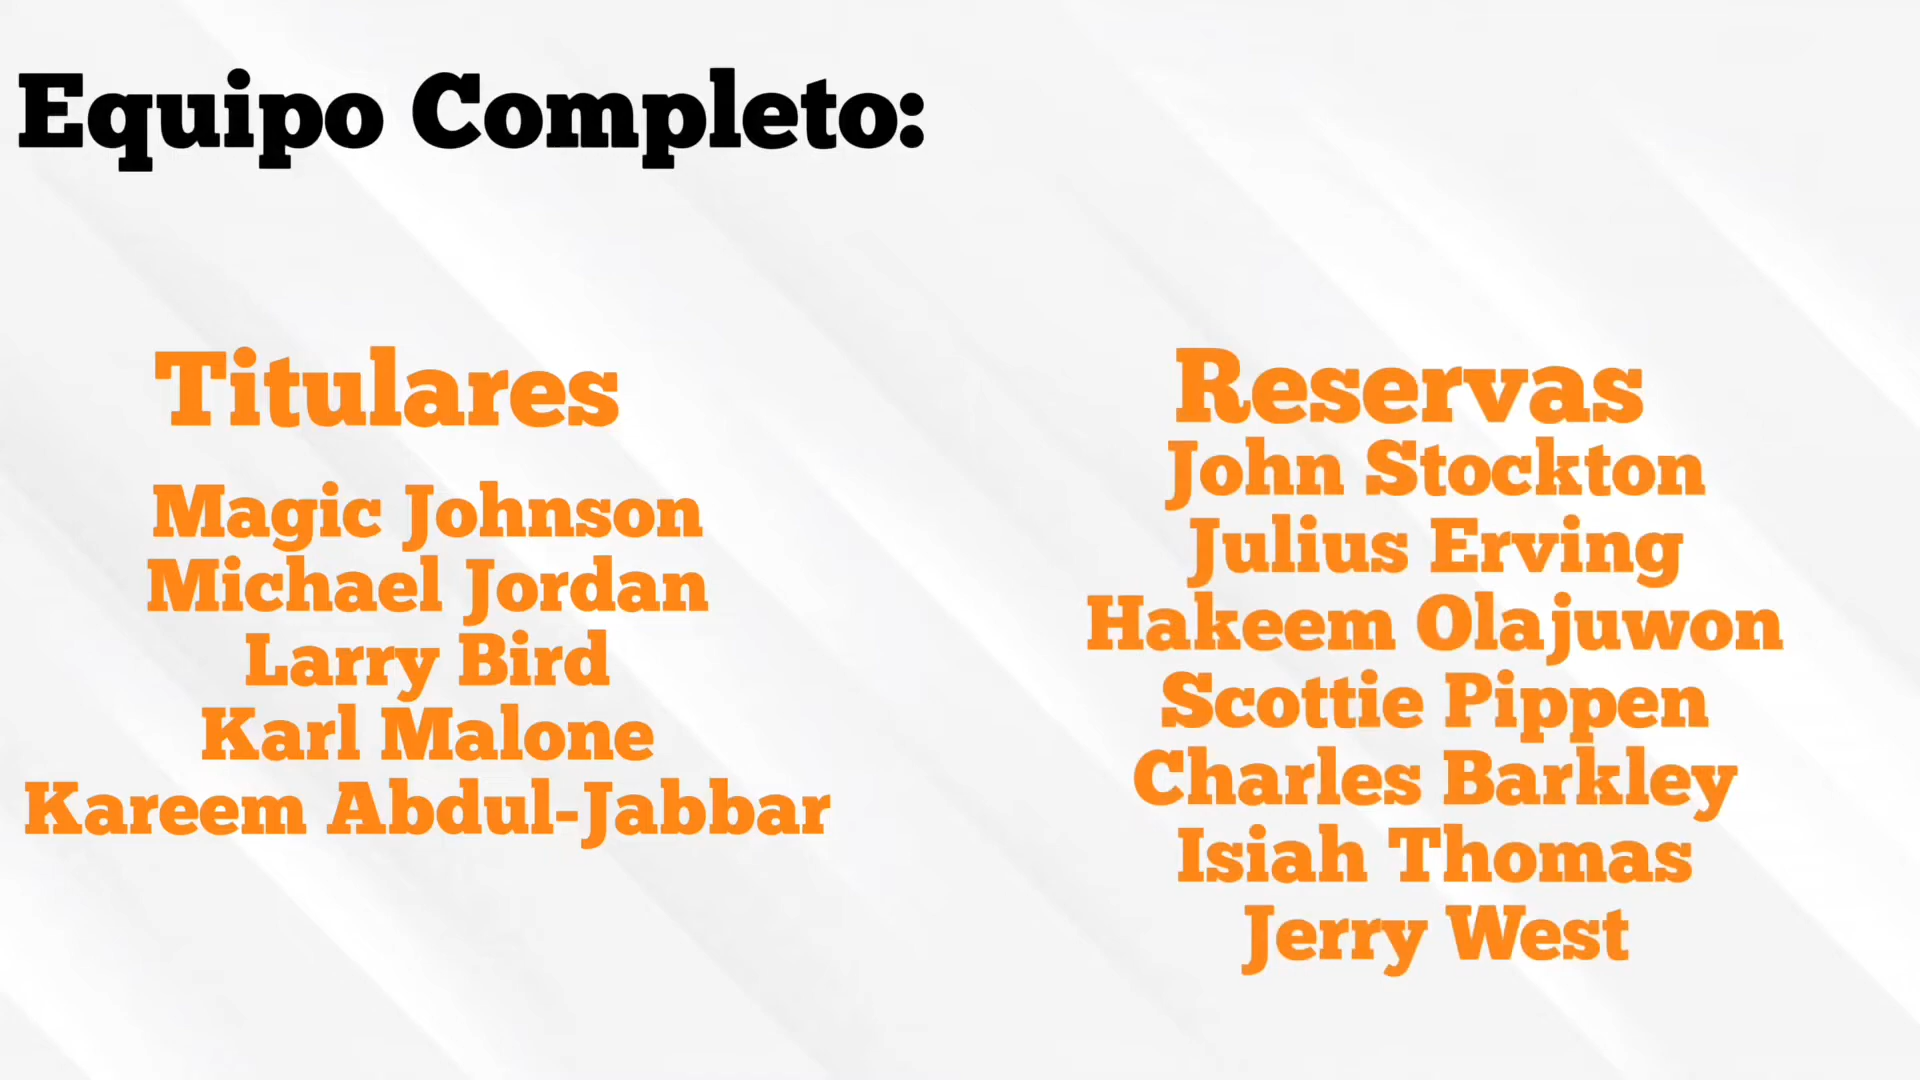 Equipo Completo:
Titulares
Magic Johnson
Michael Jordan
Larry Bird
Karl Malone
Kareem Abdul-Jabbar
Reservas
John Stockton
Julius Erving
Hakeem Olajuwon
Scottie Pippen
Charles Barkley
Isiah Thomas
Jerry West